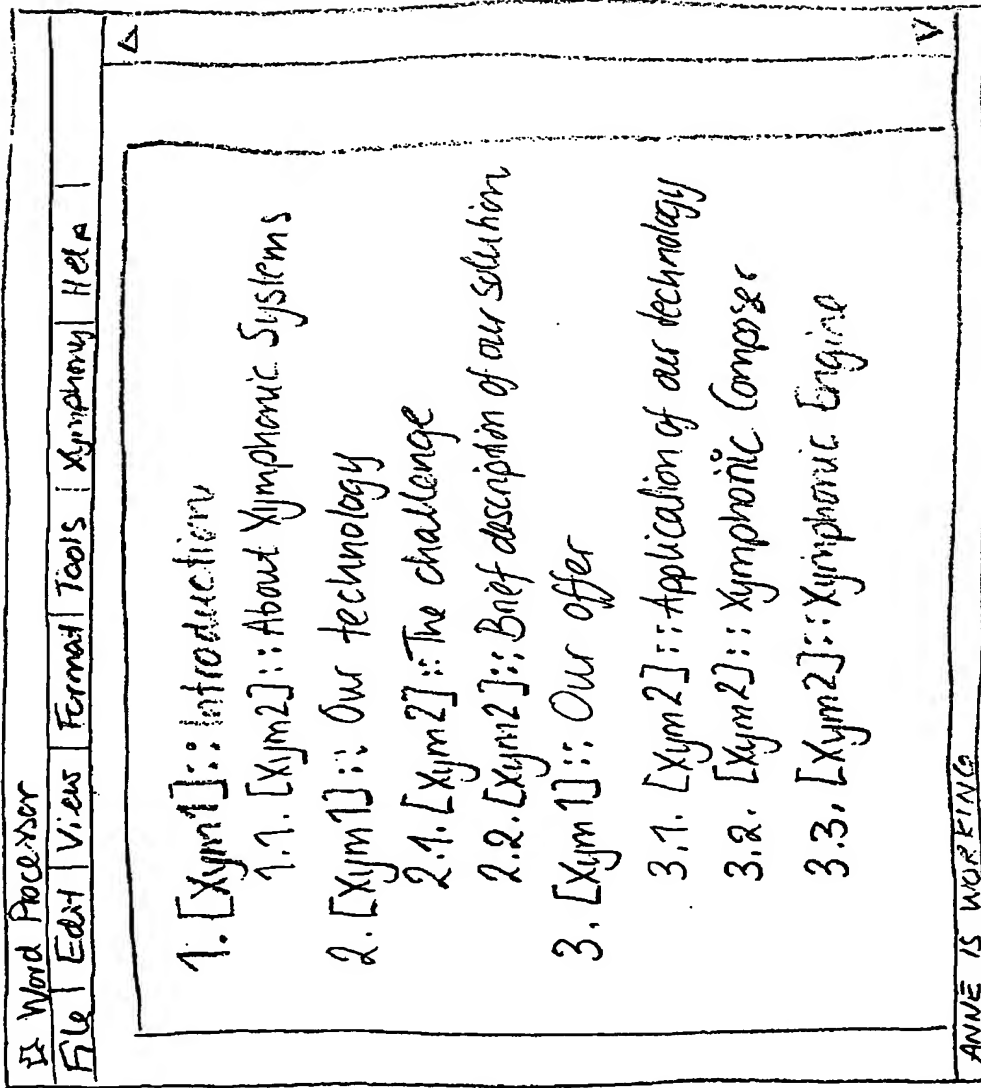 Word Processor
File | Edit | View | Format | Tools | Xymphony | Help |
1. [Xym1]:: Introduction
1.1. [Xym2]:: About Xymphonic Systems
2. [Xym1]:: Our technology
2.1. [Xym2]:: The challenge
2.2. [Xym2]:: Brief description of our solution
3. [Xym1]:: Our offer
3.1. [Xym2]:: Application of our technology
3.2. [Xym2]:: Xymphonic Composer
3.3. [Xym2]:: Xymphonic Engine
ANNE IS WORKING